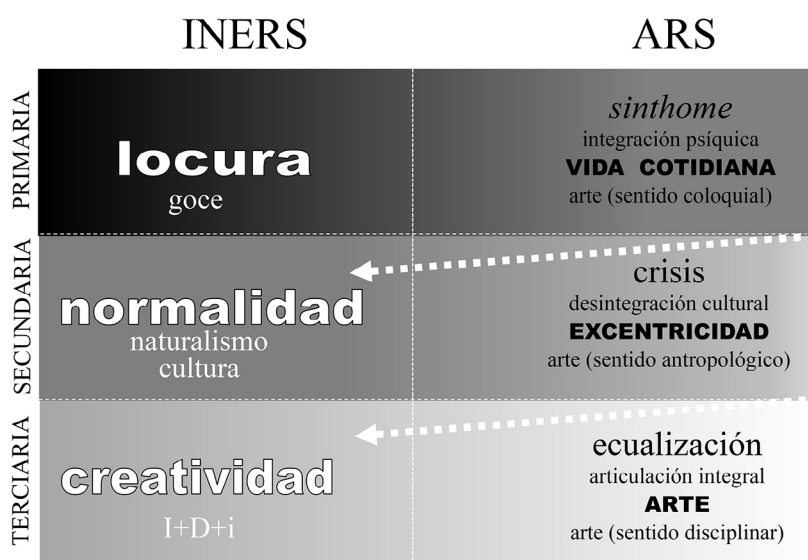 INERS
ARS
PRIMARIA
locura
goce
sinthome
integración psíquica
VIDA COTIDIANA
arte (sentido coloquial)
SECUNDARIA
normalidad
naturalismo
cultura
crisis
desintegración cultural
EXCENTRICIDAD
arte (sentido antropológico)
TERCIARIA
creatividad
I+D+i
ecualización
articulación integral
ARTE
arte (sentido disciplinar)